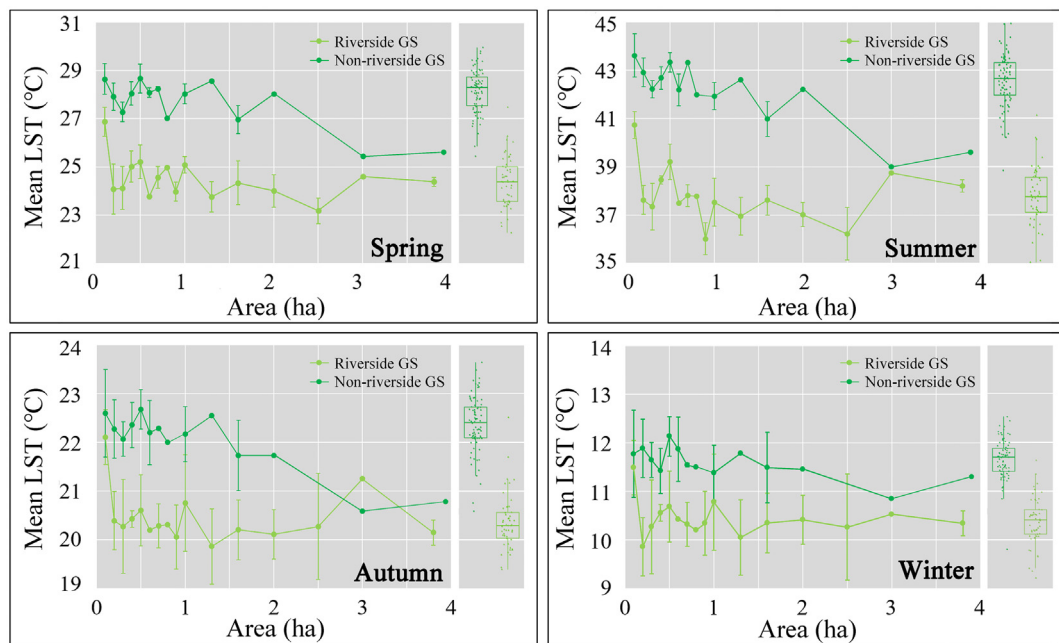 31
29
27
25
23
21
Mean LST (°C)
Riverside GS
Non-riverside GS
Spring
0 1 2 3 4
Area (ha)
45
43
41
39
37
35
Mean LST (°C)
Riverside GS
Non-riverside GS
Summer
0 1 2 3 4
Area (ha)
24
23
22
21
20
19
Mean LST (°C)
Riverside GS
Non-riverside GS
Autumn
0 1 2 3 4
Area (ha)
14
13
12
11
10
9
Mean LST (°C)
Riverside GS
Non-riverside GS
Winter
0 1 2 3 4
Area (ha)